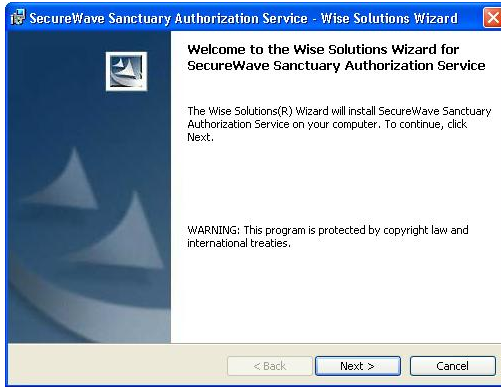 SecureWave Sanctuary Authorization Service - Wise Solutions Wizard
Welcome to the Wise Solutions Wizard for
SecureWave Sanctuary Authorization Service
The Wise Solutions(R) Wizard will install SecureWave Sanctuary
Authorization Service on your computer. To continue, click
Next.
WARNING: This program is protected by copyright law and
international treaties.
< Back
Next >
Cancel